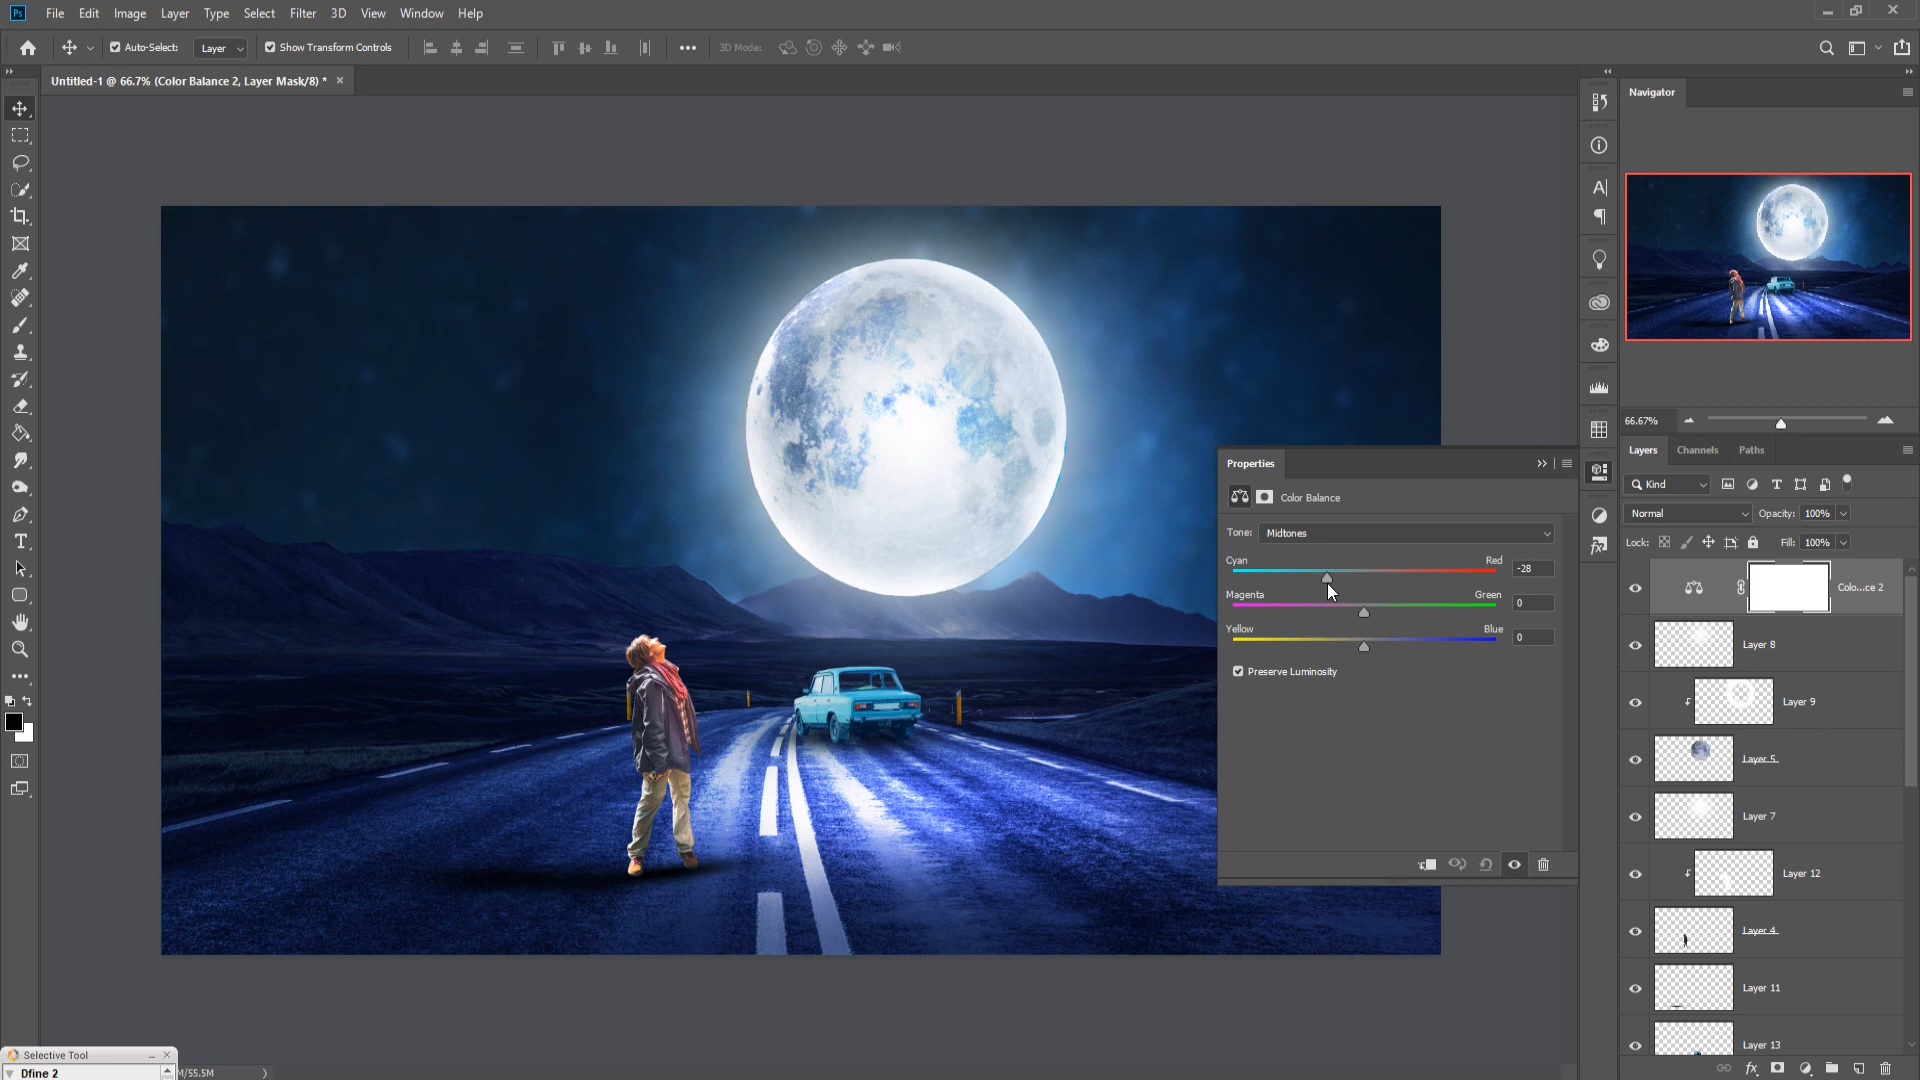 Ps File Edit Image Layer Type Select Filter 3D View Window Help
Auto-Select: Layer Show Transform Controls 3D Mode:
Untitled-1 @ 66.7% (Color Balance 2, Layer Mask/8) *
Navigator
66.67%
Layers Channels Paths
Kind
Normal Opacity: 100%
Lock: Fill: 100%
Colo...ce 2
Layer 8
Layer 9
Layer 5
Layer 7
Layer 12
Layer 4
Layer 11
Layer 13
Properties
Color Balance
Tone: Midtones
Cyan Red -28
Magenta Green 0
Yellow Blue 0
Preserve Luminosity
Selective Tool
Dfine 2
M/55.5M